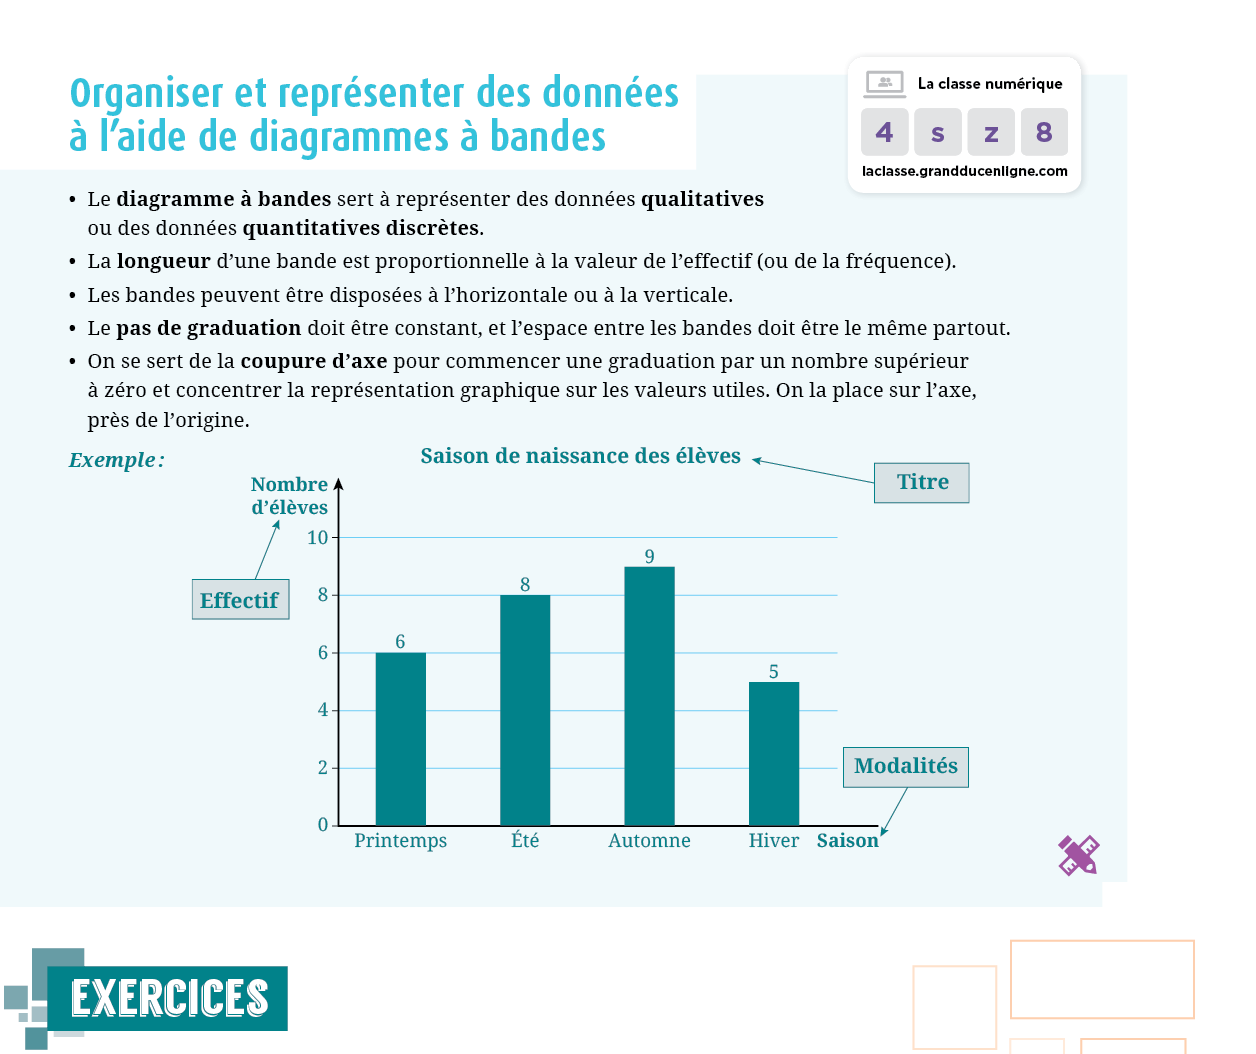 Organiser et représenter des données
à l’aide de diagrammes à bandes
La classe numérique
4 s z 8
laclasse.grandducenligne.com
• Le diagramme à bandes sert à représenter des données qualitatives
ou des données quantitatives discrètes.
• La longueur d’une bande est proportionnelle à la valeur de l’effectif (ou de la fréquence).
• Les bandes peuvent être disposées à l’horizontale ou à la verticale.
• Le pas de graduation doit être constant, et l’espace entre les bandes doit être le même partout.
• On se sert de la coupure d’axe pour commencer une graduation par un nombre supérieur
à zéro et concentrer la représentation graphique sur les valeurs utiles. On la place sur l’axe,
près de l’origine.
Exemple :
Saison de naissance des élèves
Titre
Nombre
d’élèves
Effectif
10
8
6
4
2
0
6
8
9
5
Modalités
Printemps Été Automne Hiver Saison
EXERCICES